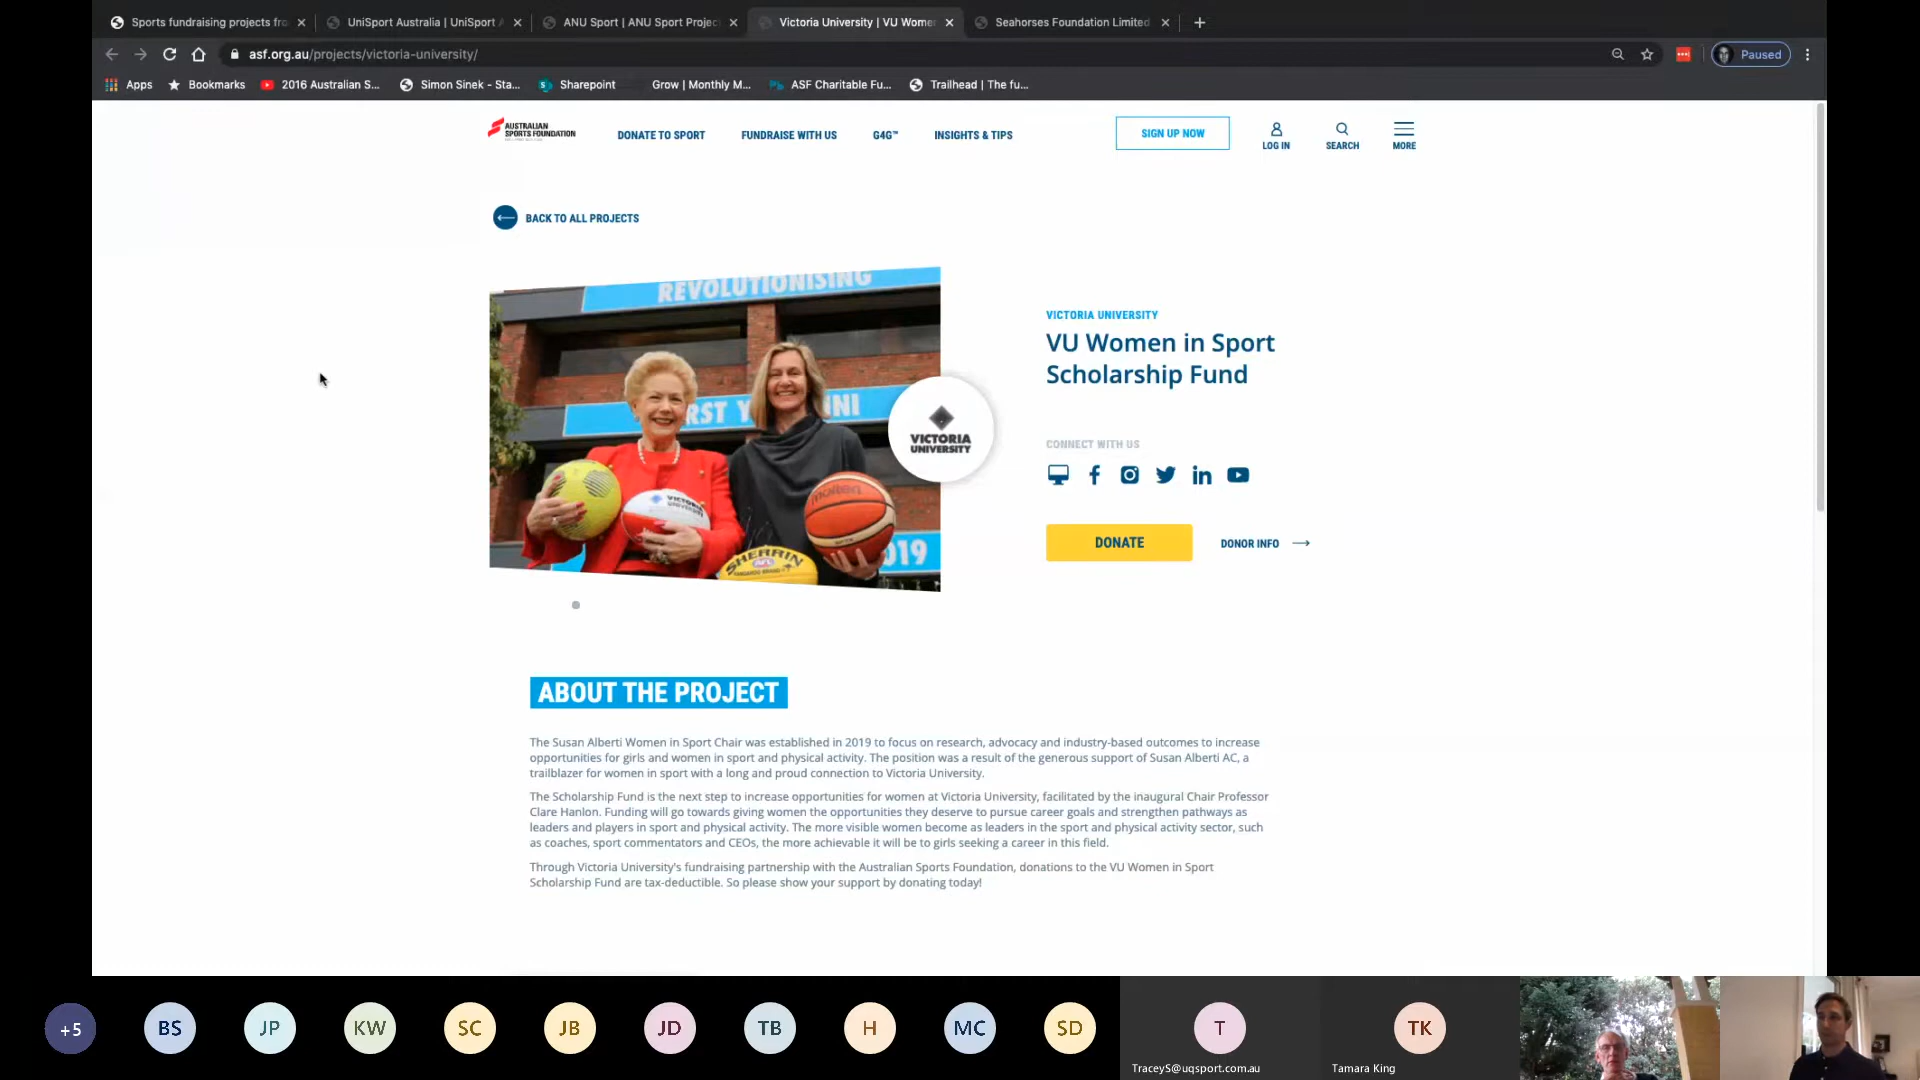 Sports fundraising projects fro
UniSport Australia | UniSport A
ANU Sport | ANU Sport Projec
Victoria University | VU Wome
Seahorses Foundation Limited
asf.org.au/projects/victoria-university/
Paused
Apps
Bookmarks
2016 Australian S...
Simon Sinek - Sta...
Sharepoint
Grow | Monthly M...
ASF Charitable Fu...
Trailhead | The fu...
AUSTRALIAN
SPORTS FOUNDATION
DONATE TO SPORT
FUNDRAISE WITH US
G4G™
INSIGHTS & TIPS
SIGN UP NOW
LOG IN
SEARCH
MORE
BACK TO ALL PROJECTS
REVOLUTIONISING
VICTORIA
UNIVERSITY
molten
SHERRIN
2019
VICTORIA
UNIVERSITY
VICTORIA UNIVERSITY
VU Women in Sport
Scholarship Fund
CONNECT WITH US
DONATE
DONOR INFO
ABOUT THE PROJECT
The Susan Alberti Women in Sport Chair was established in 2019 to focus on research, advocacy and industry-based outcomes to increase
opportunities for girls and women in sport and physical activity. The position was a result of the generous support of Susan Alberti AC, a
trailblazer for women in sport with a long and proud connection to Victoria University.
The Scholarship Fund is the next step to increase opportunities for women at Victoria University, facilitated by the inaugural Chair Professor
Clare Hanlon. Funding will go towards giving women the opportunities they deserve to pursue career goals and strengthen pathways as
leaders and players in sport and physical activity. The more visible women become as leaders in the sport and physical activity sector, such
as coaches, sport commentators and CEOs, the more achievable it will be to girls seeking a career in this field.
Through Victoria University's fundraising partnership with the Australian Sports Foundation, donations to the VU Women in Sport
Scholarship Fund are tax-deductible. So please show your support by donating today!
+5
BS
JP
KW
SC
JB
JD
TB
H
MC
SD
T
TK
TraceyS@uqsport.com.au
Tamara King